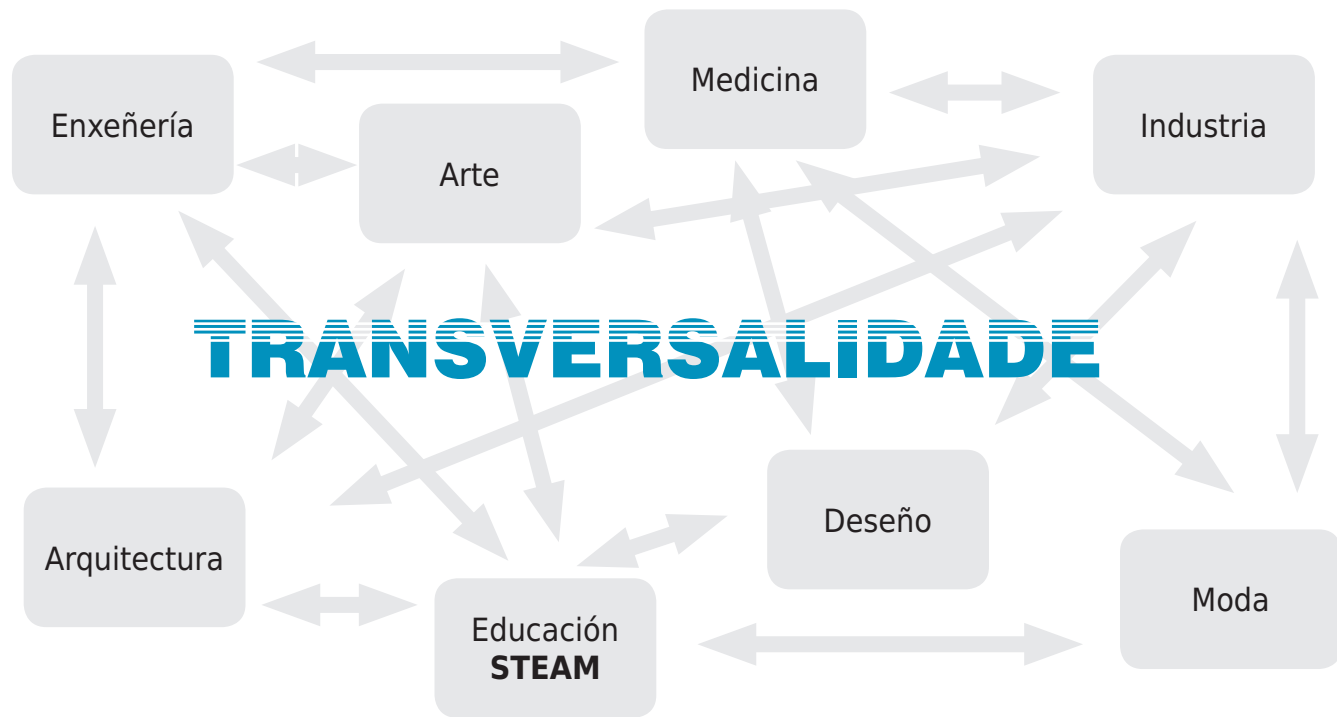 Medicina
Enxeñería
Industria
Arte
TRANSVERSALIDADE
Deseño
Arquitectura
Moda
Educación
STEAM